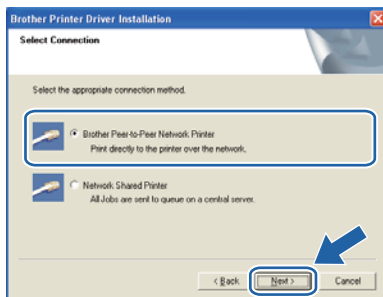 Brother Printer Driver Installation
Select Connection
Select the appropriate connection method.
Brother Peer-to-Peer Network Printer
Print directly to the printer over the network.
Network Shared Printer
All Jobs are sent to queue on a central server.
< Back Next > Cancel